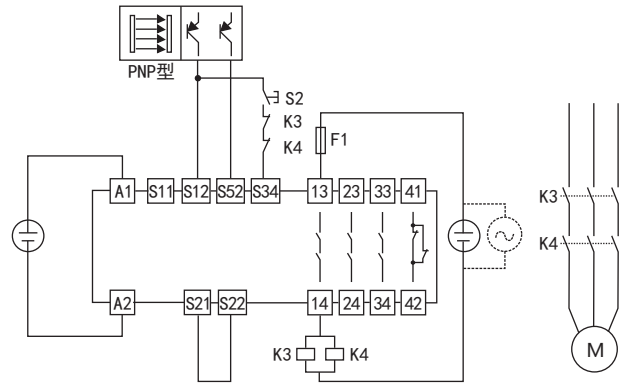 PNP型
S2
K3
K4
F1
A1 S11 S12 S52 S34 13 23 33 41
K3
K4
A2 S21 S22 14 24 34 42
K3 K4
M